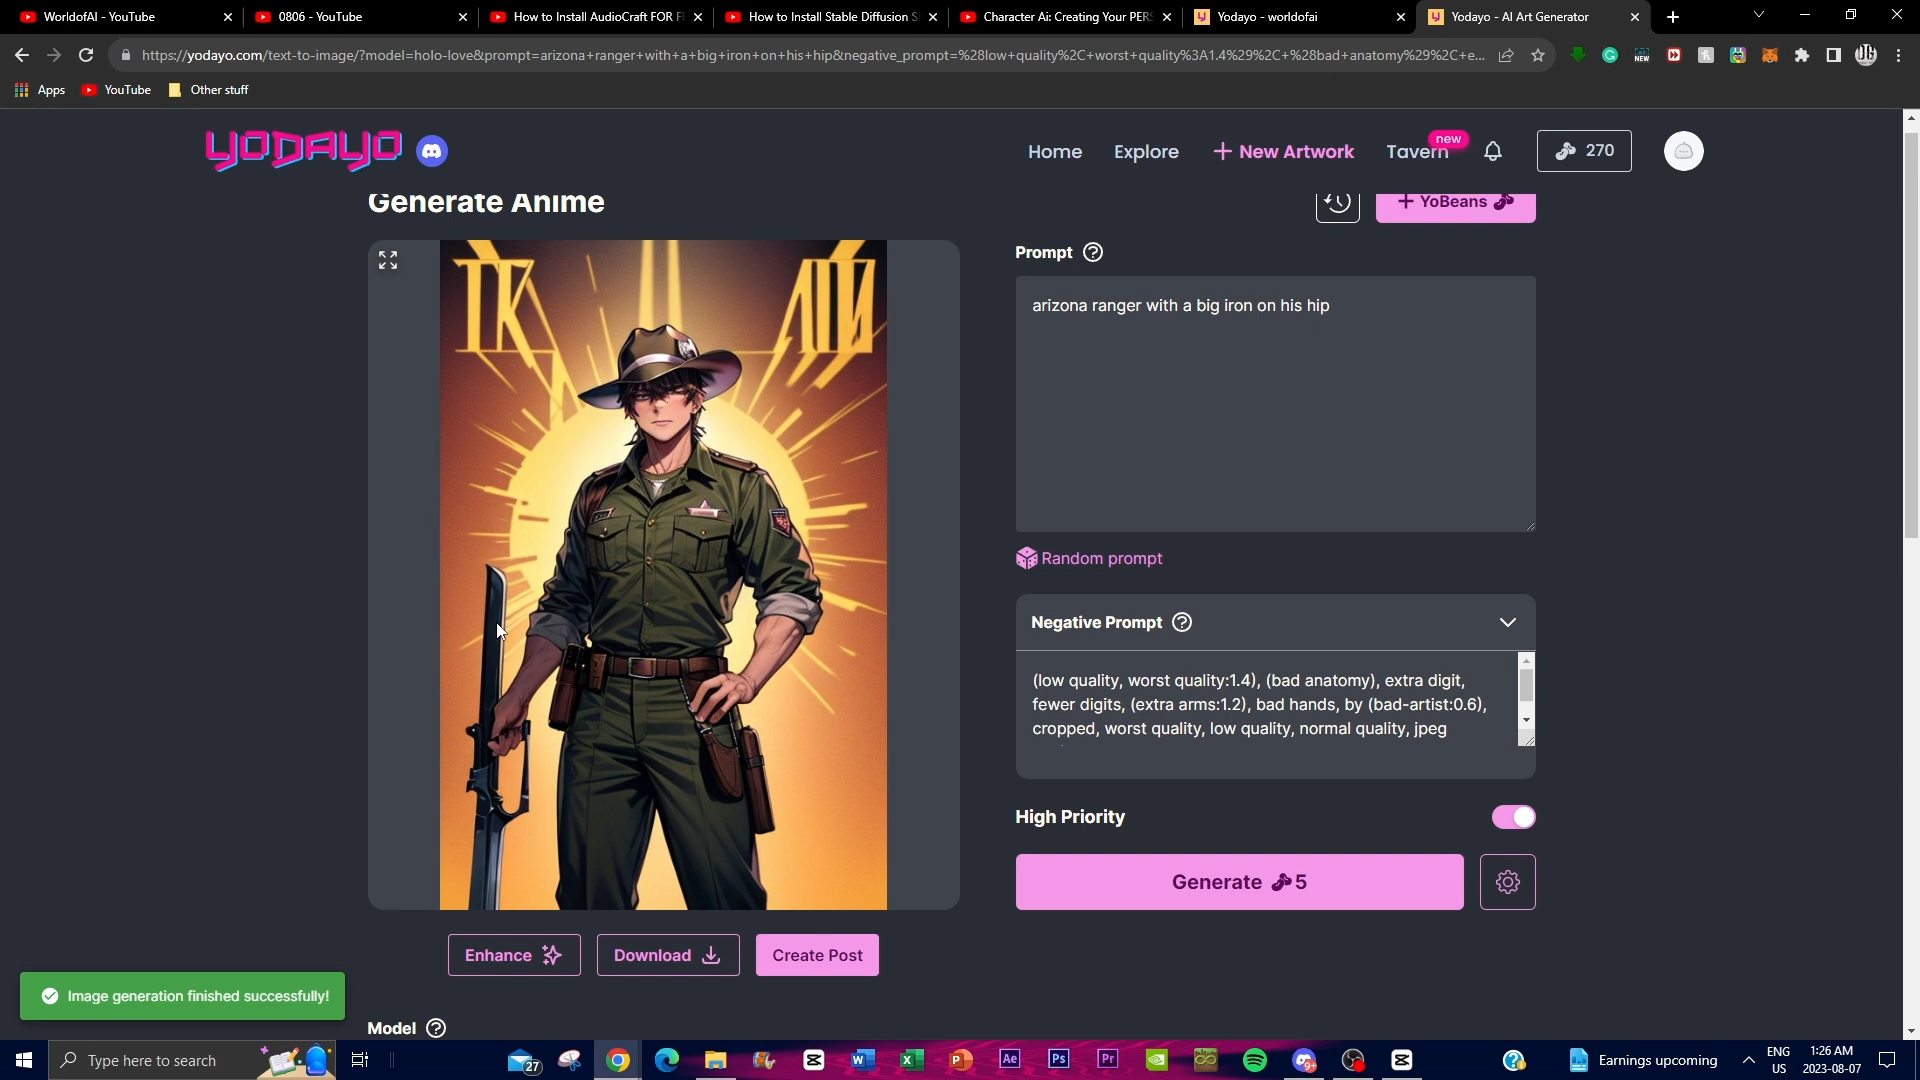 WorldofAI - YouTube
0806 - YouTube
How to Install AudioCraft FOR F
How to Install Stable Diffusion S
Character Ai: Creating Your PERS
Yodayo - worldofai
Yodayo - AI Art Generator
https://yodayo.com/text-to-image/?model=holo-love&prompt=arizona+ranger+with+a+big+iron+on+his+hip&negative_prompt=%28low+quality%2C+worst+quality%3A1.4%29%2C+%28bad+anatomy%29%2C+e...
Apps
YouTube
Other stuff
YODAYO
Home
Explore
+ New Artwork
Tavern
new
270
Generate Anime
+ YoBeans
Prompt
arizona ranger with a big iron on his hip
Random prompt
Negative Prompt
(low quality, worst quality:1.4), (bad anatomy), extra digit,
fewer digits, (extra arms:1.2), bad hands, by (bad-artist:0.6),
cropped, worst quality, low quality, normal quality, jpeg
High Priority
Generate 5
Enhance
Download
Create Post
Image generation finished successfully!
Model
Type here to search
27
Ae
Ps
Pr
9+
Earnings upcoming
ENG
US
1:26 AM
2023-08-07